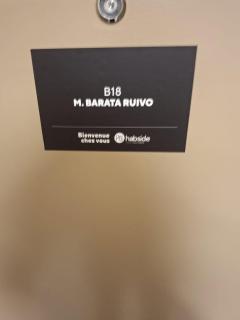 B18
M. BARATA RUIVO
Bienvenue
chez vous
habside